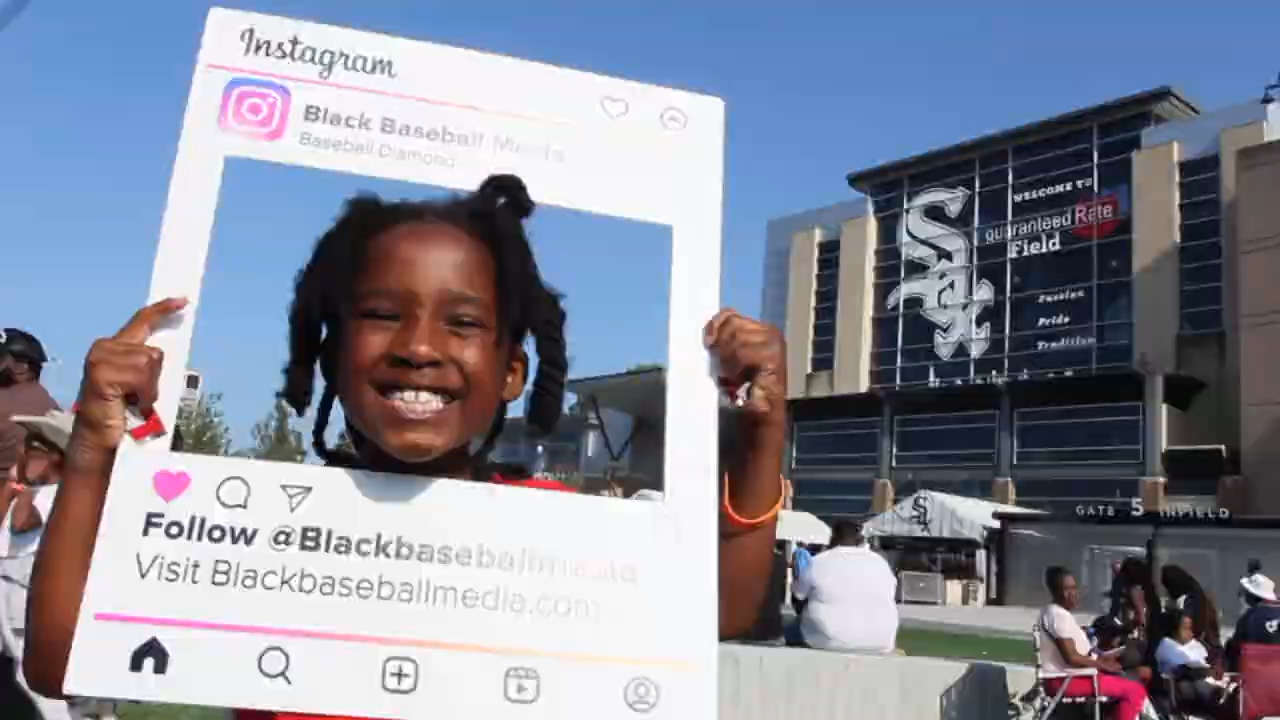 Instagram
Black Baseball Media
Baseball Diamond
Follow @Blackbaseballmedia
Visit Blackbaseballmedia.com
Sox
WELCOME TO
guaranteed Rate
Field
Passion
Pride
Tradition
GATE 5 INFIELD